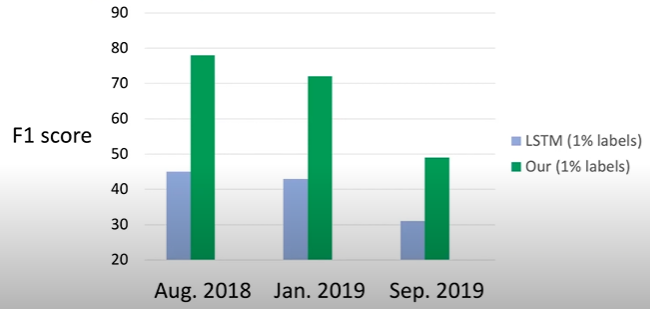 90
80
70
60
F1 score
50
40
30
20
LSTM (1% labels)
Our (1% labels)
Aug. 2018
Jan. 2019
Sep. 2019